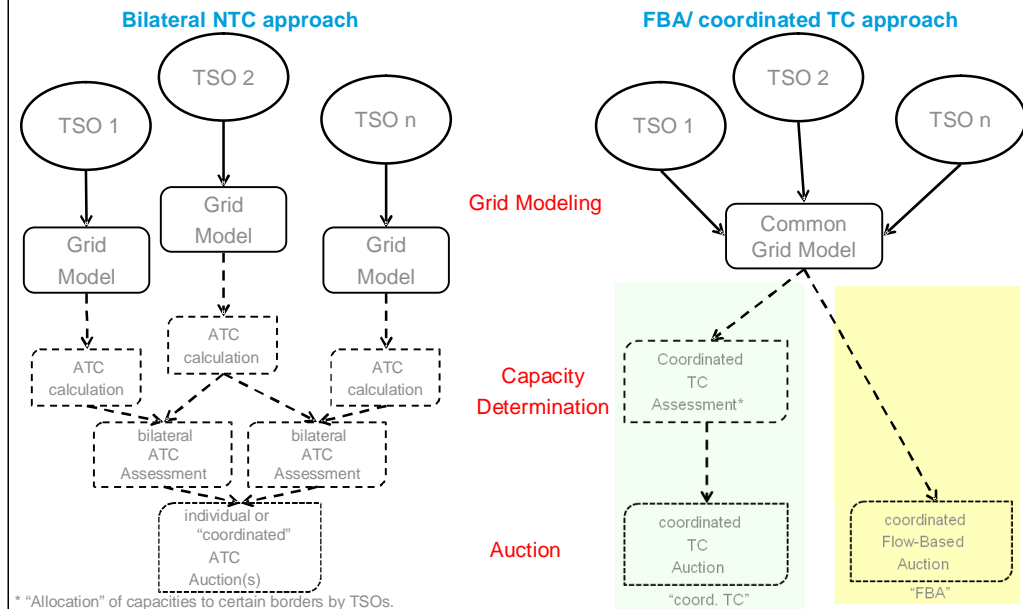 Bilateral NTC approach
FBA/ coordinated TC approach
TSO 1
TSO 2
TSO n
TSO 1
TSO 2
TSO n
Grid Modeling
Grid
Model
Grid
Model
Grid
Model
Common
Grid Model
ATC
calculation
ATC
calculation
ATC
calculation
Capacity
Determination
Coordinated
TC
Assessment*
bilateral
ATC
Assessment
bilateral
ATC
Assessment
individual or
“coordinated”
ATC
Auction(s)
Auction
coordinated
TC
Auction
coordinated
Flow-Based
Auction
“coord. TC”
“FBA”
* “Allocation” of capacities to certain borders by TSOs.